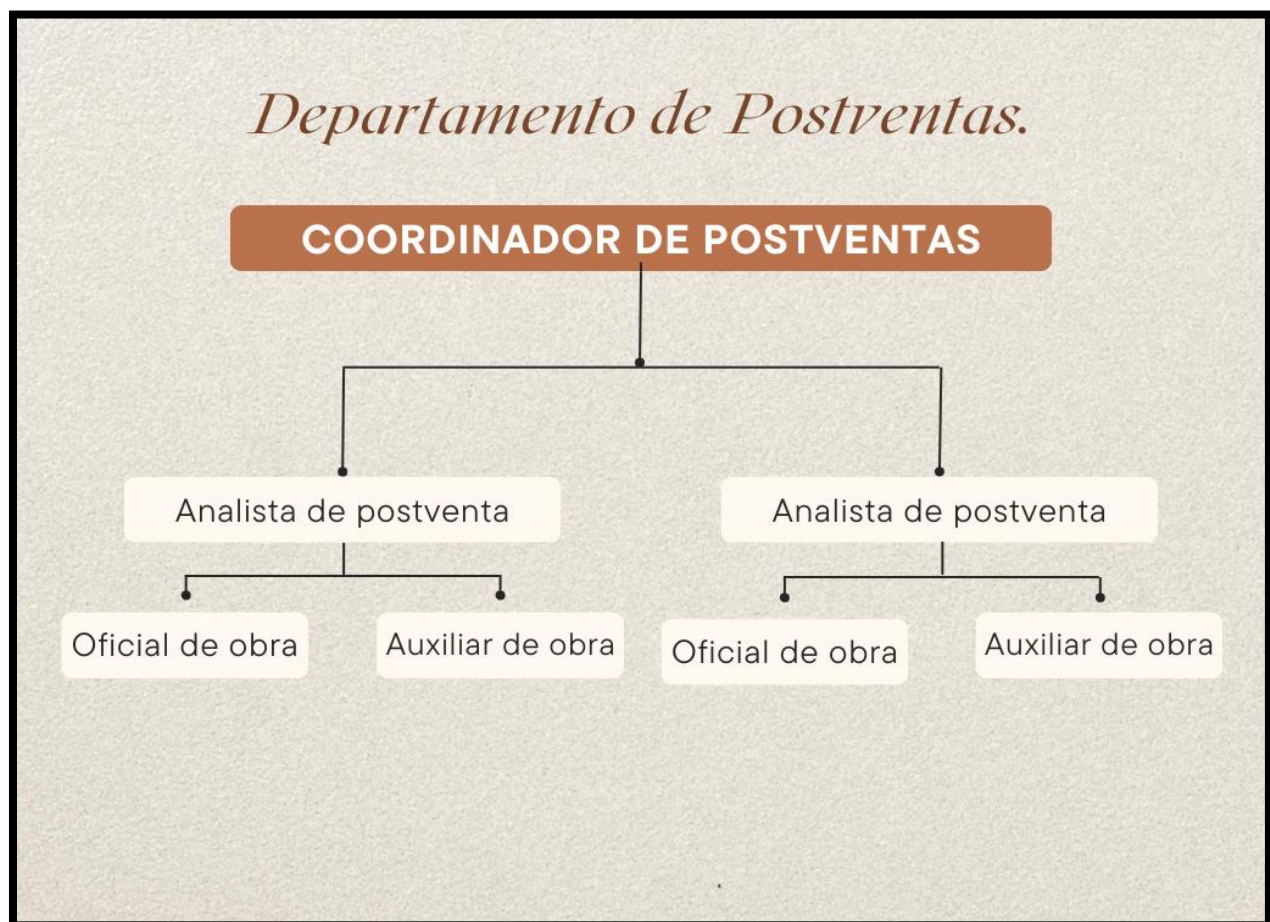 Departamento de Postventas.
COORDINADOR DE POSTVENTAS
Analista de postventa
Analista de postventa
Oficial de obra
Auxiliar de obra
Oficial de obra
Auxiliar de obra